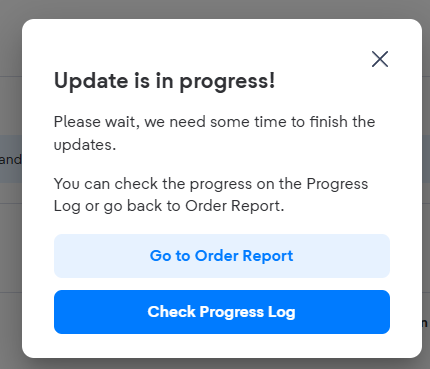 Update is in progress!
Please wait, we need some time to finish the
updates.
You can check the progress on the Progress
Log or go back to Order Report.
and
Go to Order Report
Check Progress Log